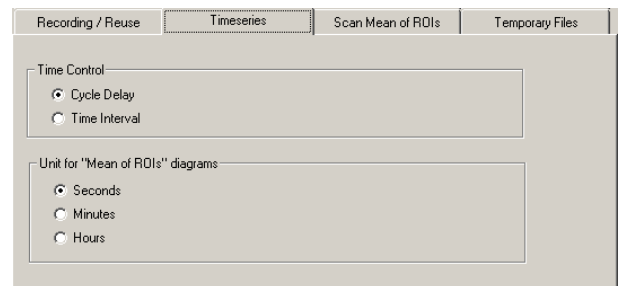 Recording / Reuse Timeseries Scan Mean of ROIs Temporary Files
Time Control
Cycle Delay
Time Interval
Unit for "Mean of ROIs" diagrams
Seconds
Minutes
Hours